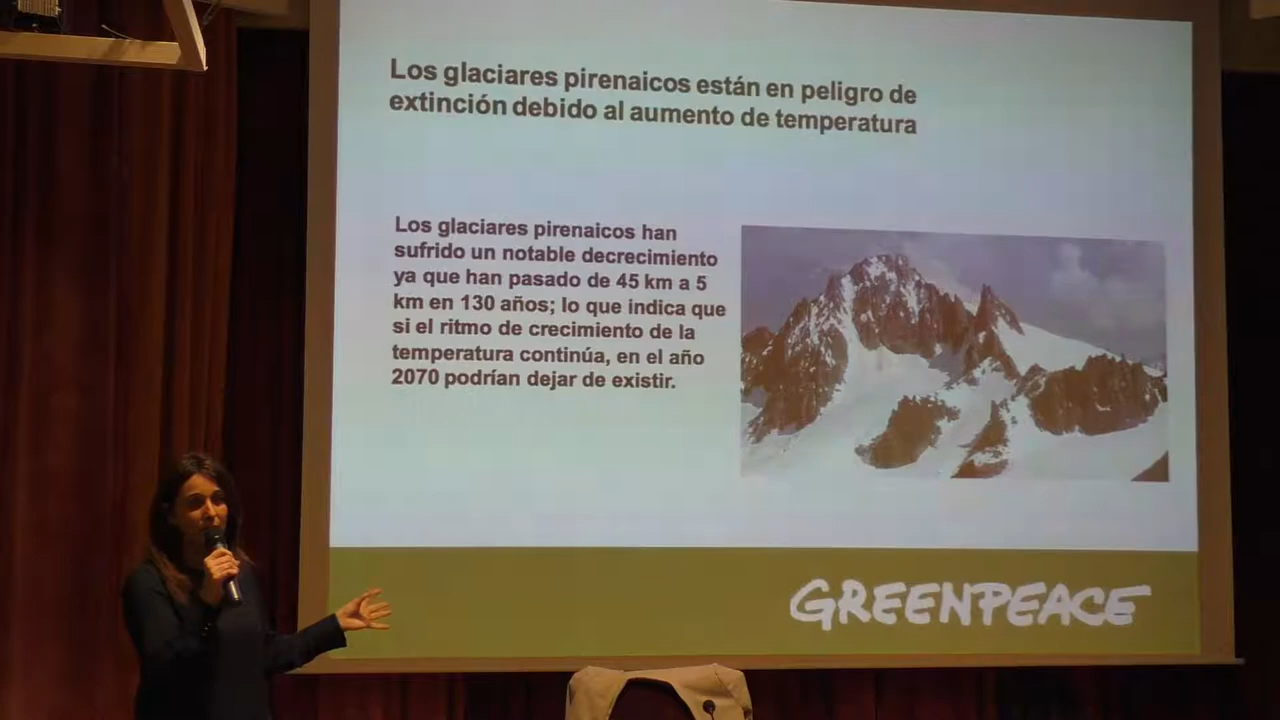 Los glaciares pirenaicos están en peligro de
extinción debido al aumento de temperatura
Los glaciares pirenaicos han
sufrido un notable decrecimiento
ya que han pasado de 45 km a 5
km en 130 años; lo que indica que
si el ritmo de crecimiento de la
temperatura continúa, en el año
2070 podrían dejar de existir.
GREENPEACE